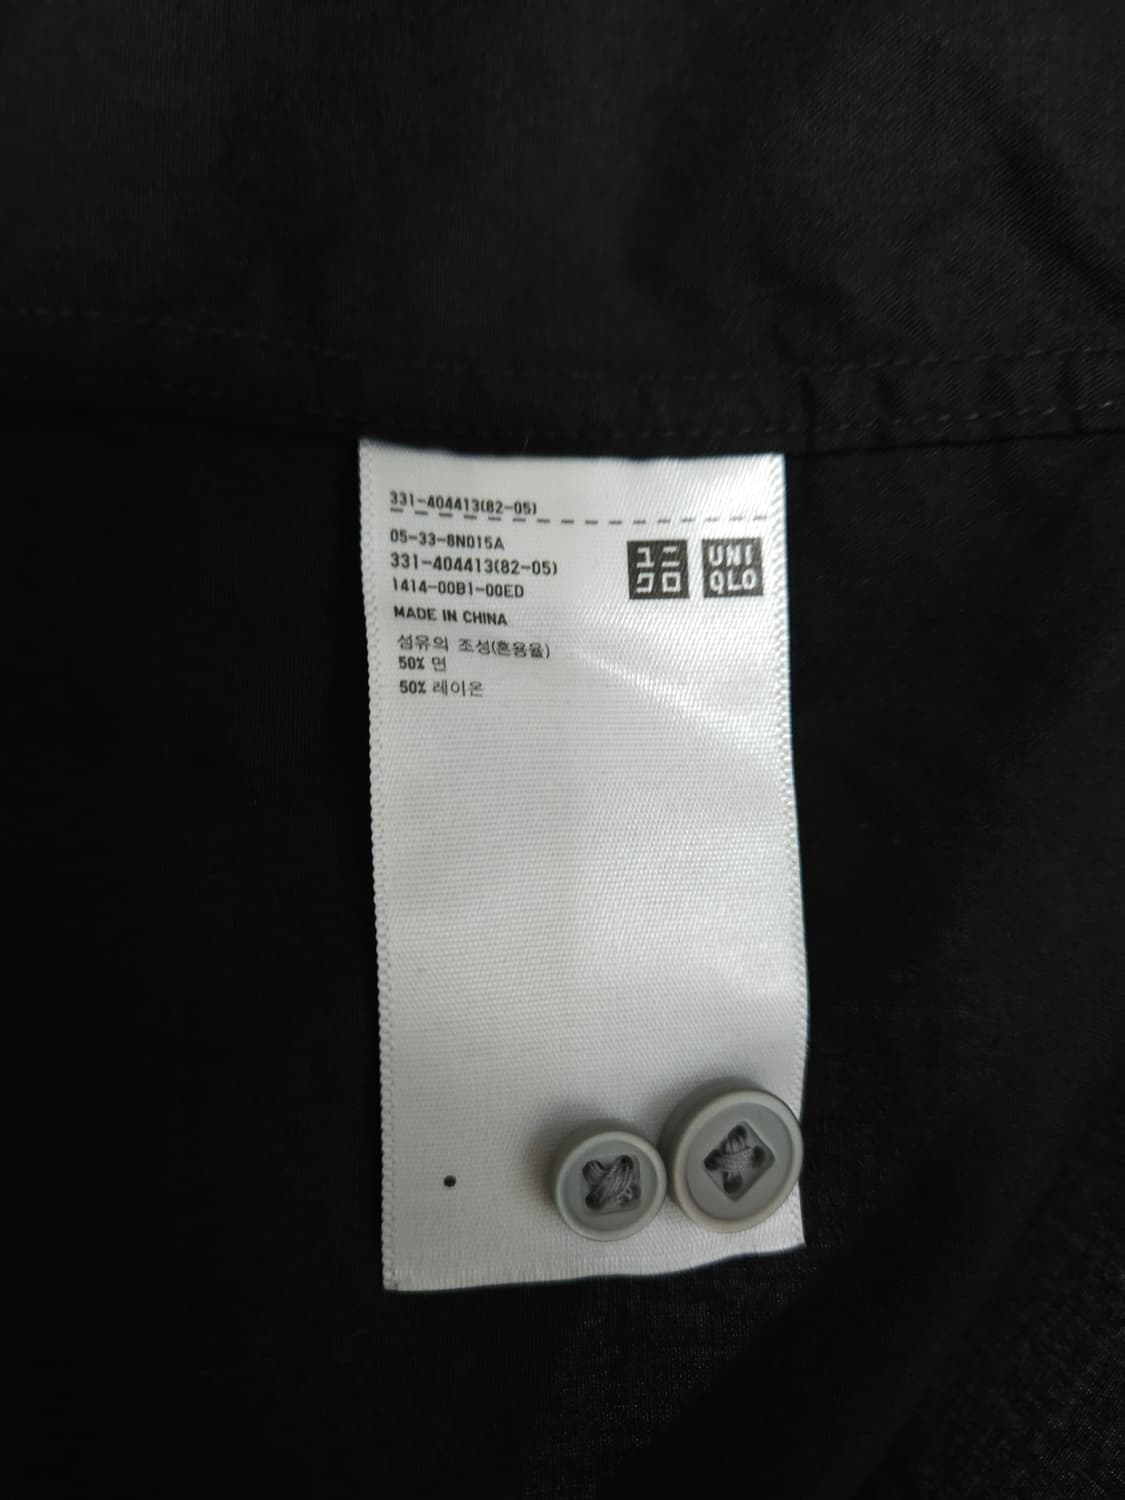 331-404413(82-05)
05-33-8N015A
331-404413(82-05)
1414-00B1-00ED
MADE IN CHINA
섬유의 조성(혼용율)
50% 면
50% 레이온
ユニ
クロ
UNI
QLO